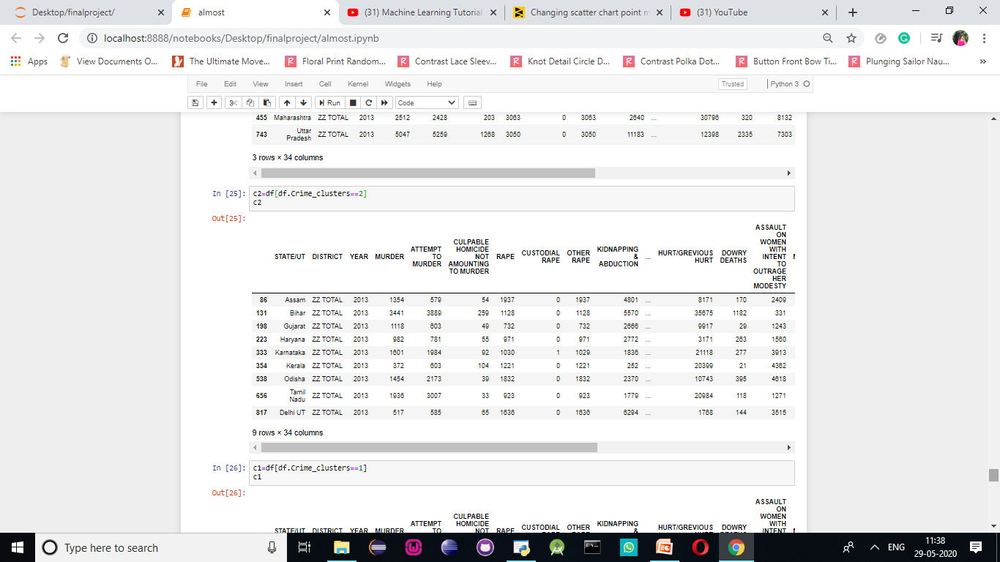 Desktop/finalproject/
almost
(31) Machine Learning Tutorial
Changing scatter chart point m
(31) YouTube
localhost:8888/notebooks/Desktop/finalproject/almost.ipynb
Apps View Documents O... The Ultimate Move... Floral Print Random... Contrast Lace Sleev... Knot Detail Circle D... Contrast Polka Dot... Button Front Bow Ti... Plunging Sailor Nau... »
File Edit View Insert Cell Kernel Widgets Help Trusted Python 3
Run Code
455 Maharashtra ZZ TOTAL 2013 2512 2428 203 3063 0 3063 2640 ... 30796 320 8132
743 Uttar Pradesh ZZ TOTAL 2013 5047 5259 1268 3050 0 3050 11183 ... 12398 2335 7303
3 rows × 34 columns
In [25]: c2=df[df.Crime_clusters==2]
c2
Out[25]:
STATE/UT DISTRICT YEAR MURDER ATTEMPT TO MURDER CULPABLE HOMICIDE NOT AMOUNTING TO MURDER RAPE CUSTODIAL RAPE OTHER RAPE KIDNAPPING & ABDUCTION ... HURT/GREVIOUS HURT DOWRY DEATHS ASSAULT ON WOMEN WITH INTENT TO OUTRAGE HER MODESTY
86 Assam ZZ TOTAL 2013 1354 579 54 1937 0 1937 4801 ... 8171 170 2409
131 Bihar ZZ TOTAL 2013 3441 3889 259 1128 0 1128 5570 ... 35675 1182 331
198 Gujarat ZZ TOTAL 2013 1118 603 49 732 0 732 2666 ... 9917 29 1243
223 Haryana ZZ TOTAL 2013 982 781 55 971 0 971 2772 ... 3171 263 1560
333 Karnataka ZZ TOTAL 2013 1601 1984 92 1030 1 1029 1836 ... 21118 277 3913
354 Kerala ZZ TOTAL 2013 372 603 104 1221 0 1221 252 ... 20399 21 4362
538 Odisha ZZ TOTAL 2013 1454 2173 39 1832 0 1832 2370 ... 10743 395 4618
656 Tamil Nadu ZZ TOTAL 2013 1936 3007 33 923 0 923 1779 ... 20984 118 1271
817 Delhi UT ZZ TOTAL 2013 517 585 65 1636 0 1636 6294 ... 1768 144 3515
9 rows × 34 columns
In [26]: c1=df[df.Crime_clusters==1]
c1
Out[26]:
STATE/UT DISTRICT YEAR MURDER ATTEMPT TO CULPABLE HOMICIDE NOT RAPE CUSTODIAL OTHER KIDNAPPING & HURT/GREVIOUS DOWRY ASSAULT ON WOMEN WITH INTENT
Type here to search
ENG
11:38
29-05-2020